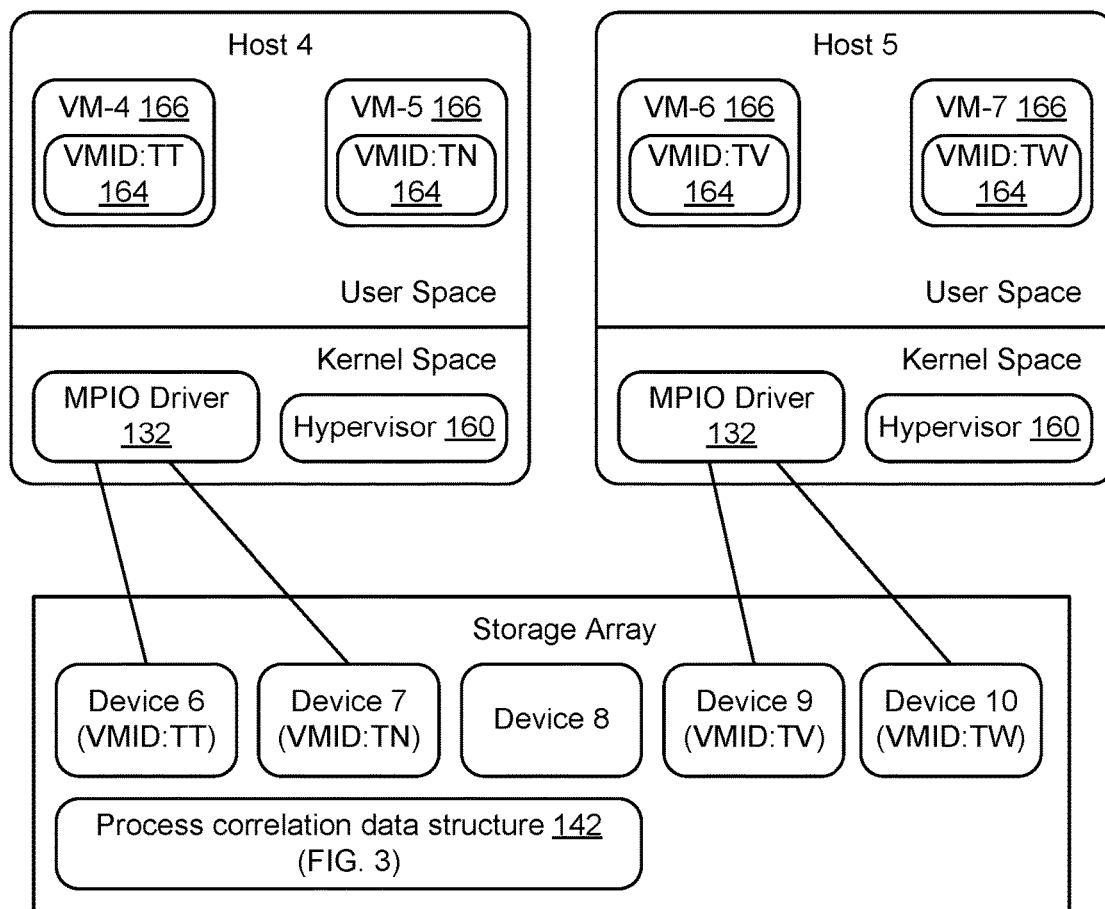 Host 4
VM-4 166
VMID:TT
164
VM-5 166
VMID:TN
164
User Space
Kernel Space
MPIO Driver
132
Hypervisor 160
Host 5
VM-6 166
VMID:TV
164
VM-7 166
VMID:TW
164
User Space
Kernel Space
MPIO Driver
132
Hypervisor 160
Storage Array
Device 6
(VMID:TT)
Device 7
(VMID:TN)
Device 8
Device 9
(VMID:TV)
Device 10
(VMID:TW)
Process correlation data structure 142
(FIG. 3)